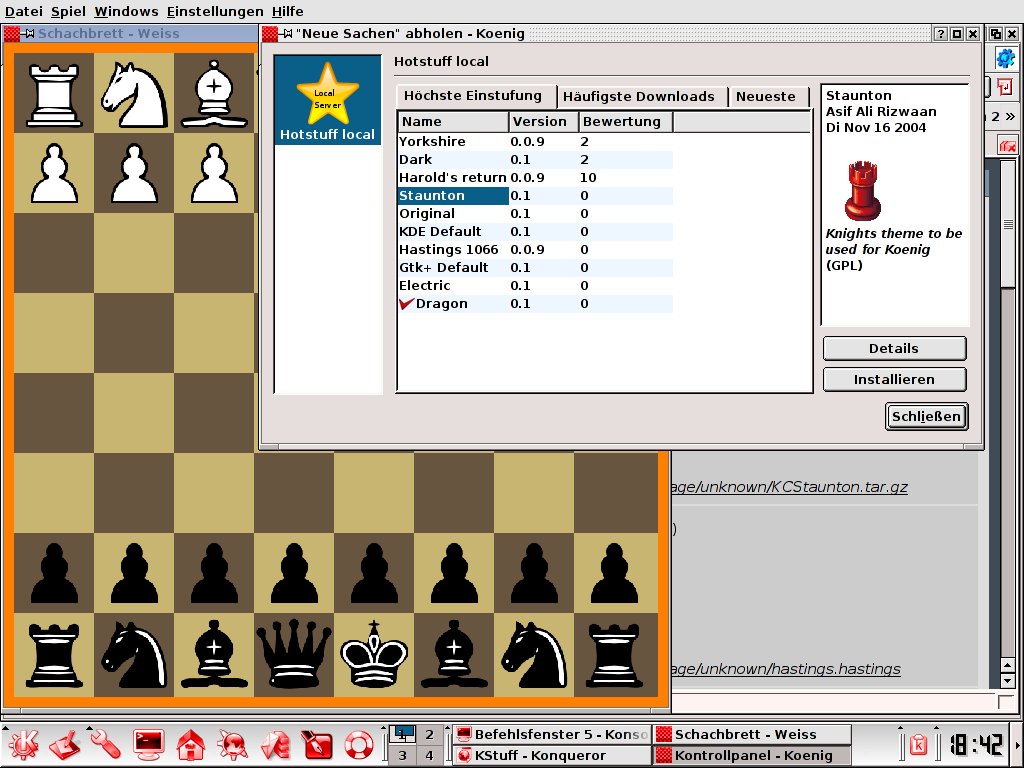 Datei Spiel Windows Einstellungen Hilfe
Schachbrett - Weiss
"Neue Sachen" abholen - Koenig
Hotstuff local
Local
Server
Hotstuff local
Höchste Einstufung Häufigste Downloads Neueste
Name Version Bewertung
Yorkshire 0.0.9 2
Dark 0.1 2
Harold's return 0.0.9 10
Staunton 0.1 0
Original 0.1 0
KDE Default 0.1 0
Hastings 1066 0.0.9 0
Gtk+ Default 0.1 0
Electric 0.1 0
Dragon 0.1 0
Staunton
Asif Ali Rizwaan
Di Nov 16 2004
Knights theme to be
used for Koenig
(GPL)
Details
Installieren
Schließen
2 »
age/unknown/KCStaunton.tar.gz
)
age/unknown/hastings.hastings
1 2
3 4
Befehlsfenster 5 - Konso
Schachbrett - Weiss
KStuff - Konqueror
Kontrollpanel - Koenig
18:42